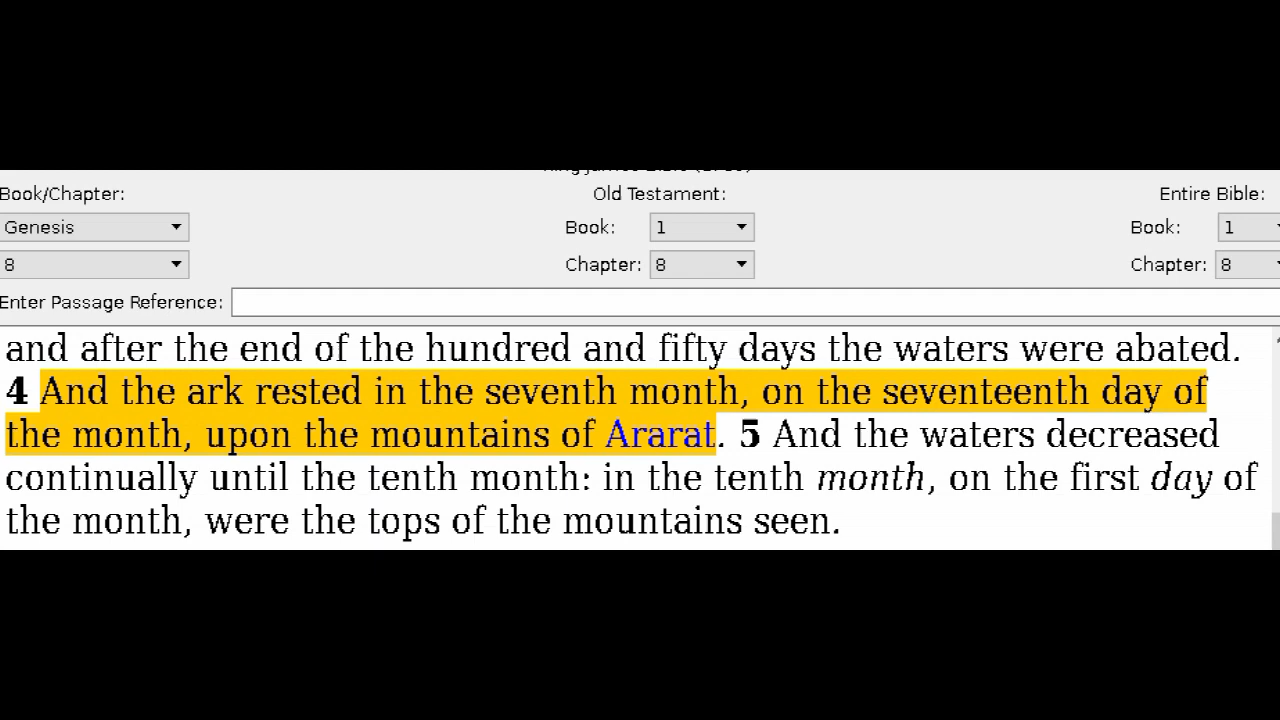 Book/Chapter: Old Testament: Entire Bible:
Genesis Book: 1 Book: 1
8 Chapter: 8 Chapter: 8
Enter Passage Reference:
and after the end of the hundred and fifty days the waters were abated.
4 And the ark rested in the seventh month, on the seventeenth day of
the month, upon the mountains of Ararat. 5 And the waters decreased
continually until the tenth month: in the tenth month, on the first day of
the month, were the tops of the mountains seen.